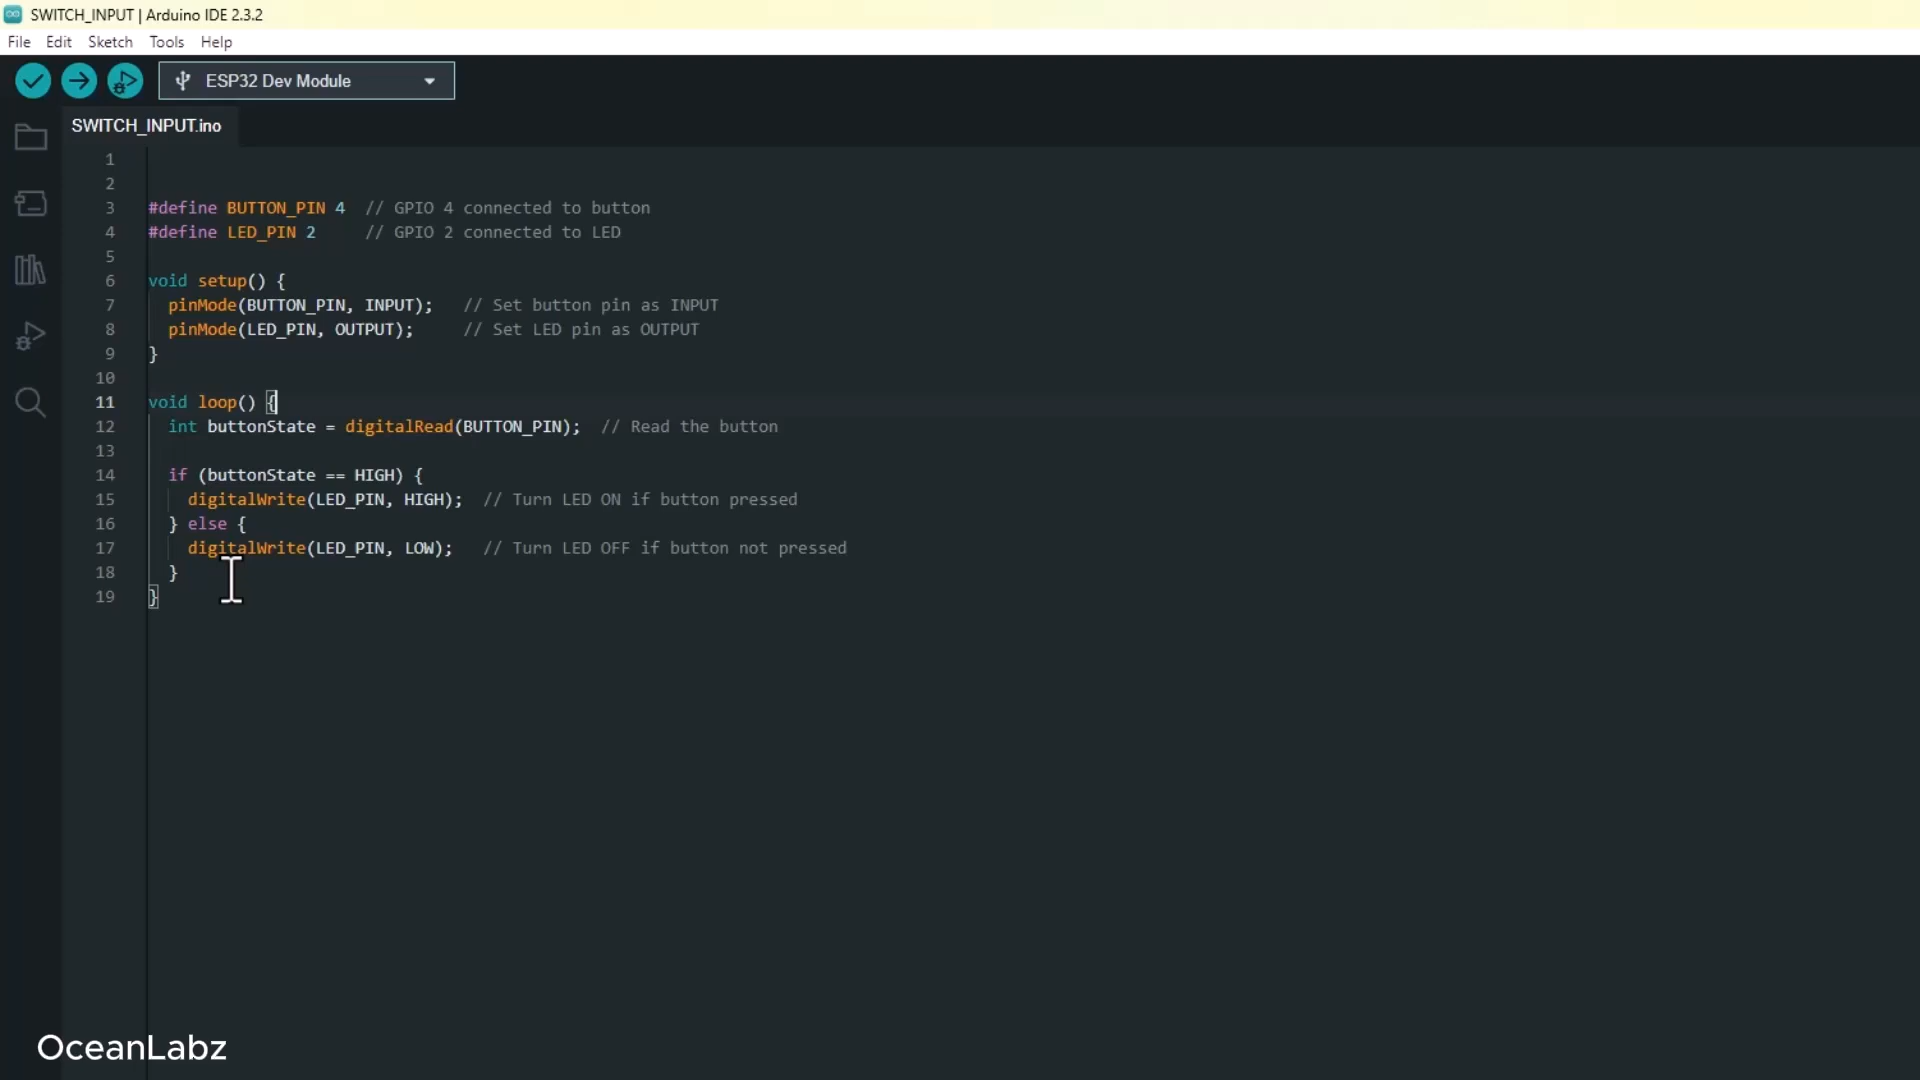 SWITCH_INPUT | Arduino IDE 2.3.2
File Edit Sketch Tools Help
ESP32 Dev Module
SWITCH_INPUT.ino
1
2
3 #define BUTTON_PIN 4  // GPIO 4 connected to button
4 #define LED_PIN 2     // GPIO 2 connected to LED
5
6 void setup() {
7   pinMode(BUTTON_PIN, INPUT);   // Set button pin as INPUT
8   pinMode(LED_PIN, OUTPUT);     // Set LED pin as OUTPUT
9 }
10
11 void loop() {
12   int buttonState = digitalRead(BUTTON_PIN);  // Read the button
13
14   if (buttonState == HIGH) {
15     digitalWrite(LED_PIN, HIGH);  // Turn LED ON if button pressed
16   } else {
17     digitalWrite(LED_PIN, LOW);   // Turn LED OFF if button not pressed
18   }
19 }
OceanLabz